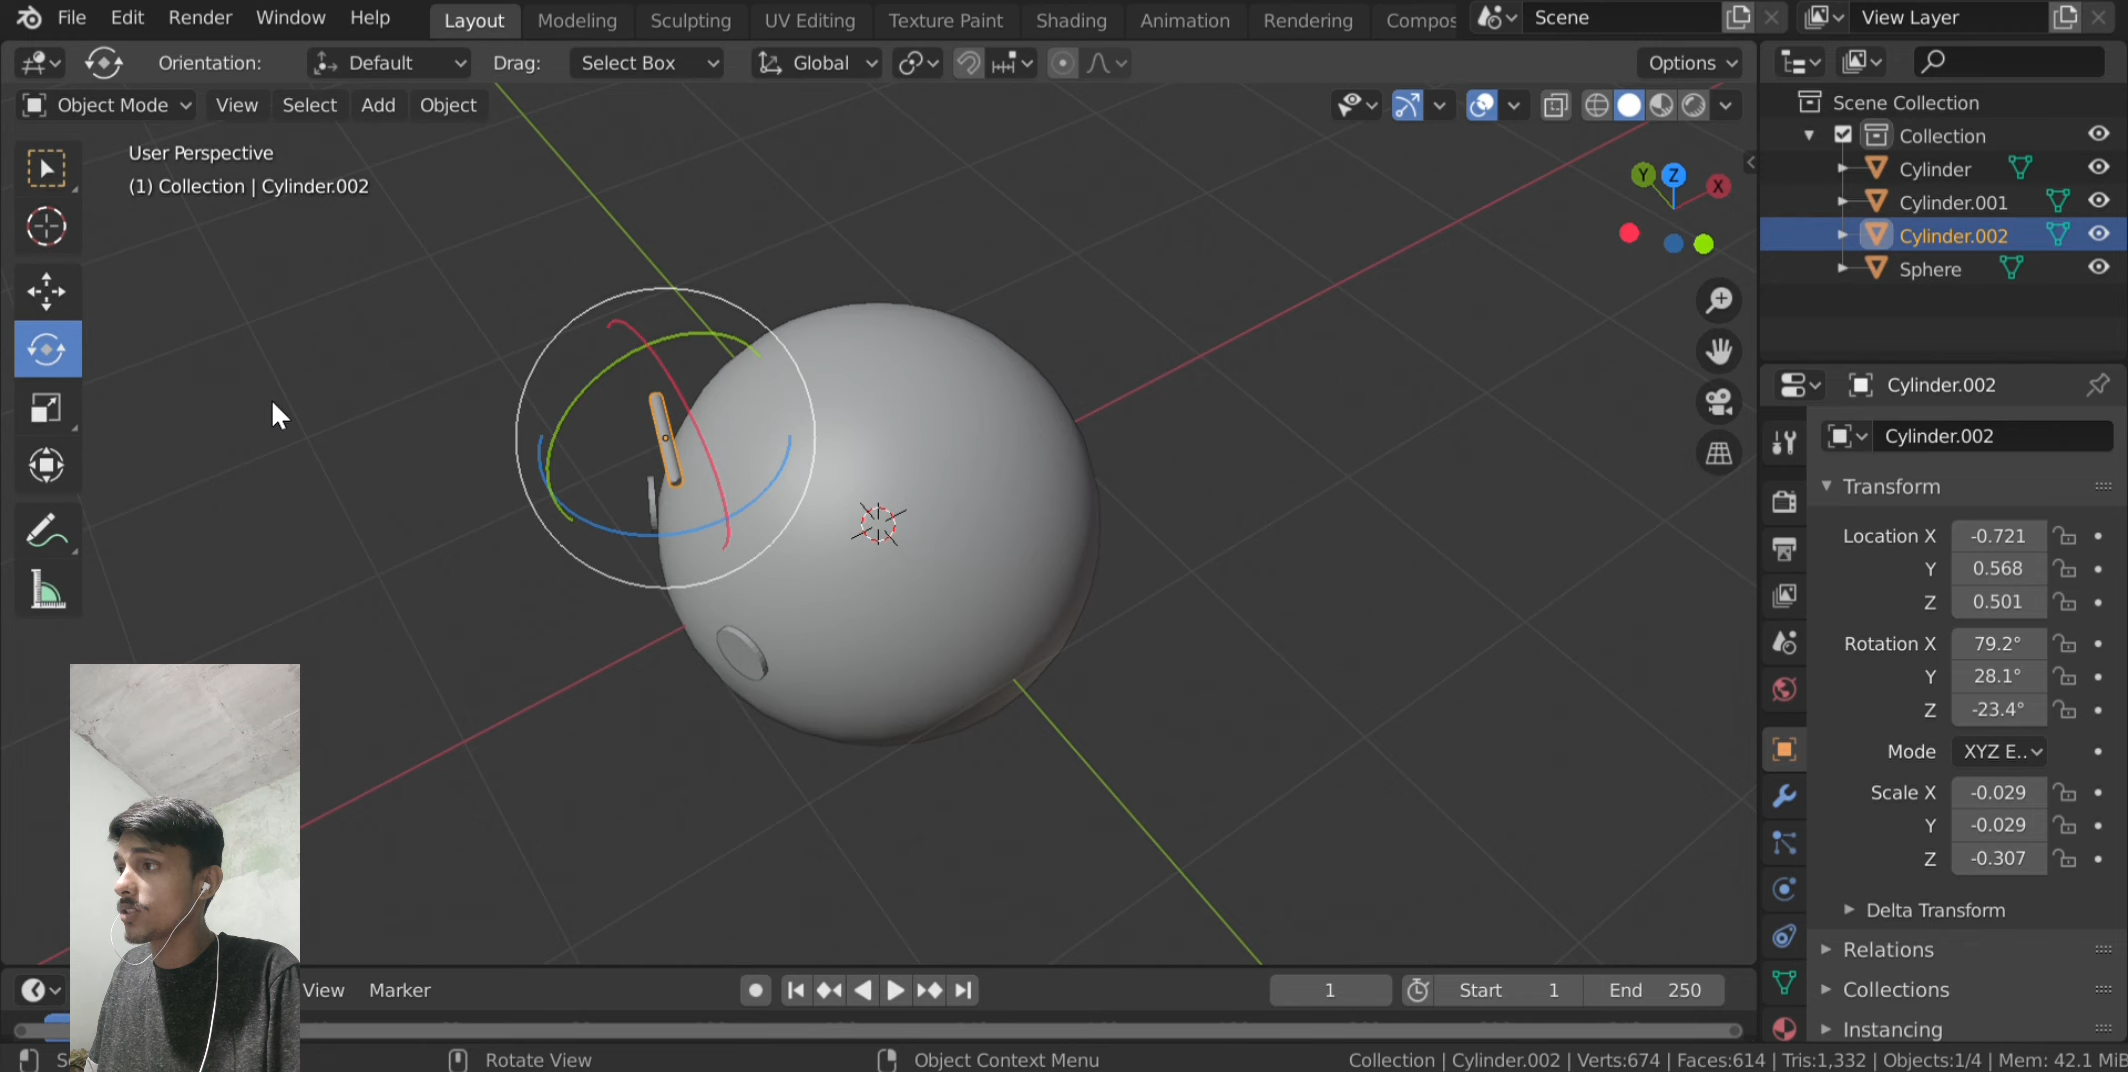 File Edit Render Window Help Layout Modeling Sculpting UV Editing Texture Paint Shading Animation Rendering Scene View Layer
Orientation: Default Drag: Select Box Global Options
Object Mode View Select Add Object
User Perspective
(1) Collection | Cylinder.002
Y Z X
Scene Collection
Collection
Cylinder
Cylinder.001
Cylinder.002
Sphere
Cylinder.002
Cylinder.002
Transform
Location X -0.721
Y 0.568
Z 0.501
Rotation X 79.2°
Y 28.1°
Z -23.4°
Mode XYZ E..
Scale X -0.029
Y -0.029
Z -0.307
Delta Transform
Relations
Collections
Instancing
View Marker 1 Start 1 End 250
Rotate View Object Context Menu Collection | Cylinder.002 | Verts:674 | Faces:614 | Tris:1,332 | Objects:1/4 | Mem: 42.1 MiB